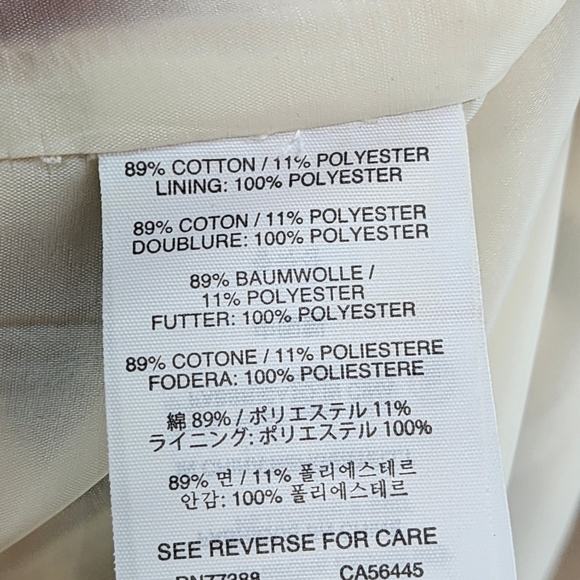 89% COTTON / 11% POLYESTER
LINING: 100% POLYESTER
89% COTON / 11% POLYESTER
DOUBLURE: 100% POLYESTER
89% BAUMWOLLE /
11% POLYESTER
FUTTER: 100% POLYESTER
89% COTONE / 11% POLIESTERE
FODERA: 100% POLIESTERE
綿 89% / ポリエステル 11%
ライニング: ポリエステル 100%
89% 면 / 11% 폴리에스테르
안감: 100% 폴리에스테르
SEE REVERSE FOR CARE
RN77388 CA56445